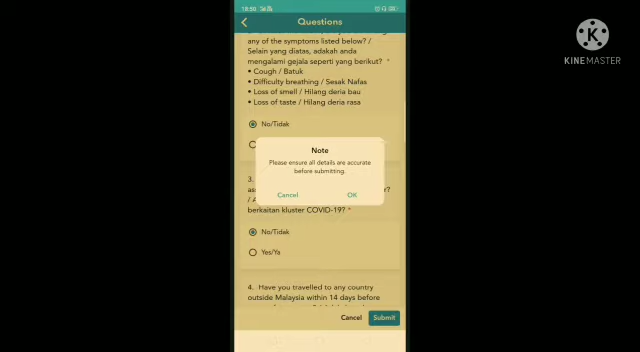 18:50
Questions
any of the symptoms listed below? /
Selain yang diatas, adakah anda
mengalami gejala seperti yang berikut? *
• Cough / Batuk
• Difficulty breathing / Sesak Nafas
• Loss of smell / Hilang deria bau
• Loss of taste / Hilang deria rasa
No/Tidak
Note
Please ensure all details are accurate
before submitting.
Cancel
OK
3.
berkaitan kluster COVID-19? *
No/Tidak
Yes/Ya
4. Have you travelled to any country
outside Malaysia within 14 days before
Cancel
Submit
K
KINEMASTER